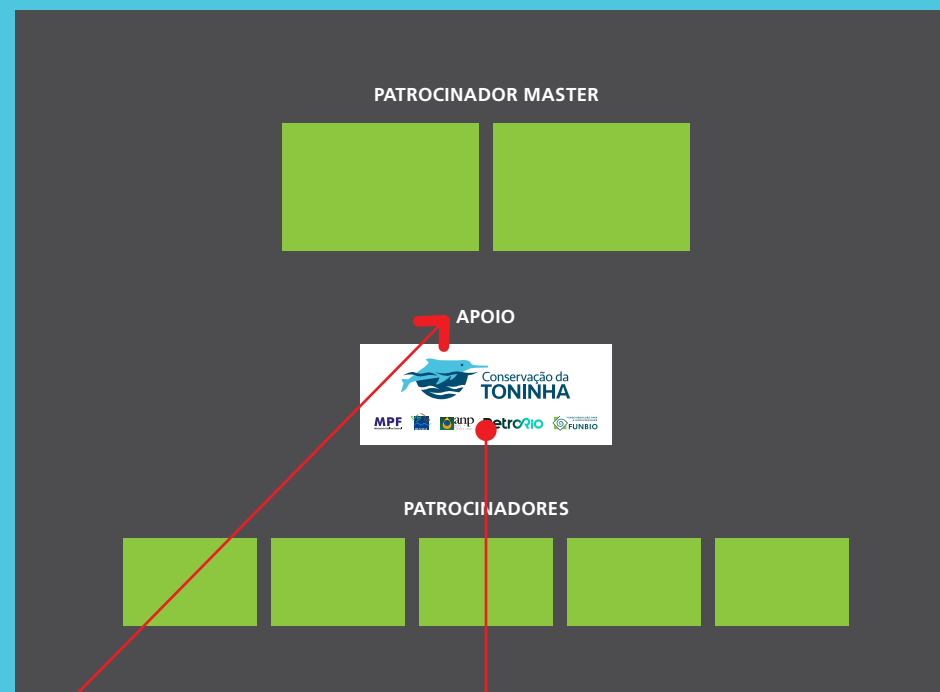 PATROCINADOR MASTER
APOIO
Conservação da
TONINHA
MPF
anp
PetroRio
FUNBIO
PATROCINADORES